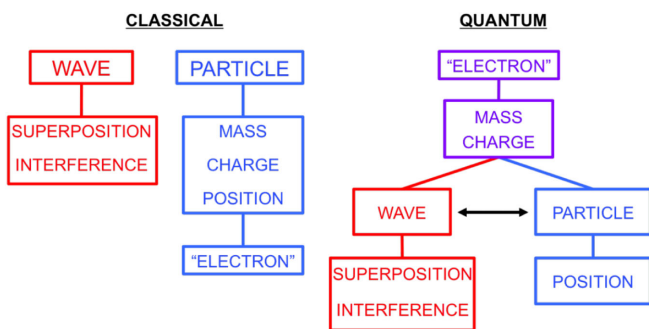 CLASSICAL
WAVE
SUPERPOSITION
INTERFERENCE
PARTICLE
MASS
CHARGE
POSITION
“ELECTRON”
QUANTUM
“ELECTRON”
MASS
CHARGE
WAVE
SUPERPOSITION
INTERFERENCE
PARTICLE
POSITION